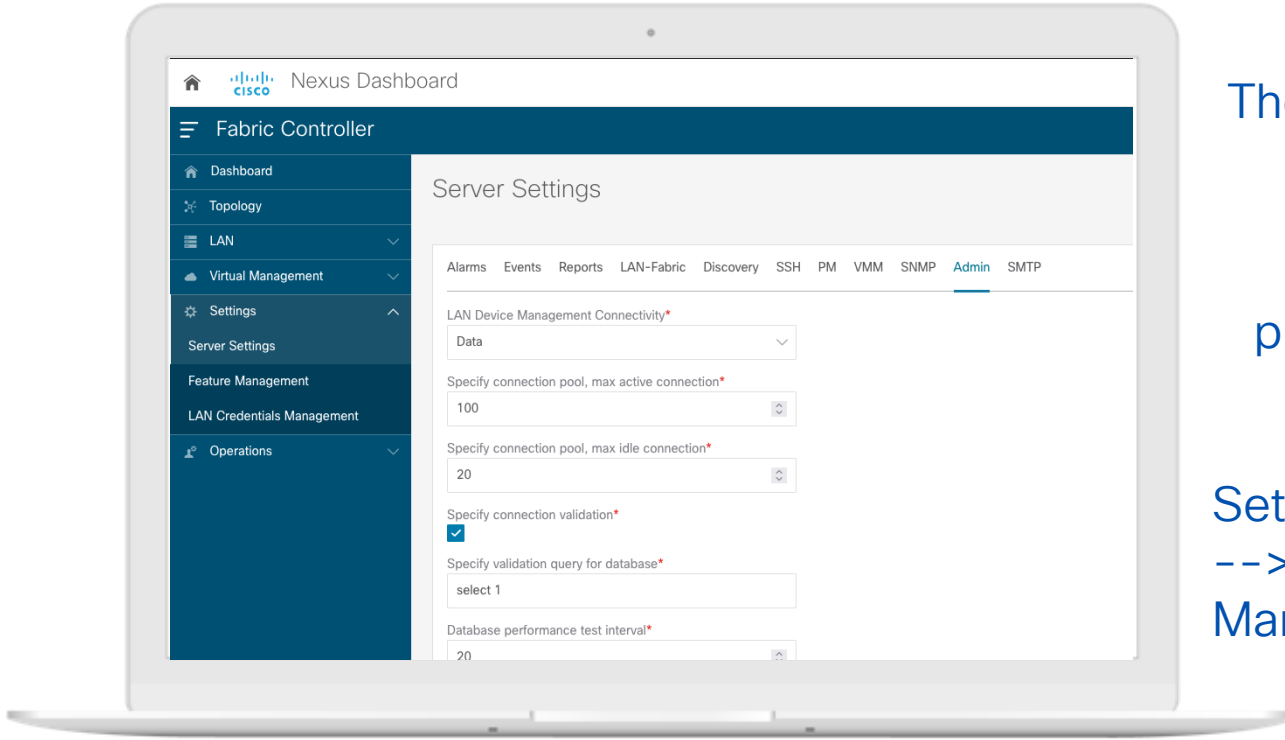 CISCO Nexus Dashboard
Fabric Controller
Dashboard
Topology
LAN
Virtual Management
Settings
Server Settings
Feature Management
LAN Credentials Management
Operations
Server Settings
Alarms Events Reports LAN-Fabric Discovery SSH PM VMM SNMP Admin SMTP
LAN Device Management Connectivity*
Data
Specify connection pool, max active connection*
100
Specify connection pool, max idle connection*
20
Specify connection validation*
Specify validation query for database*
select 1
Database performance test interval*
20
Set
-->